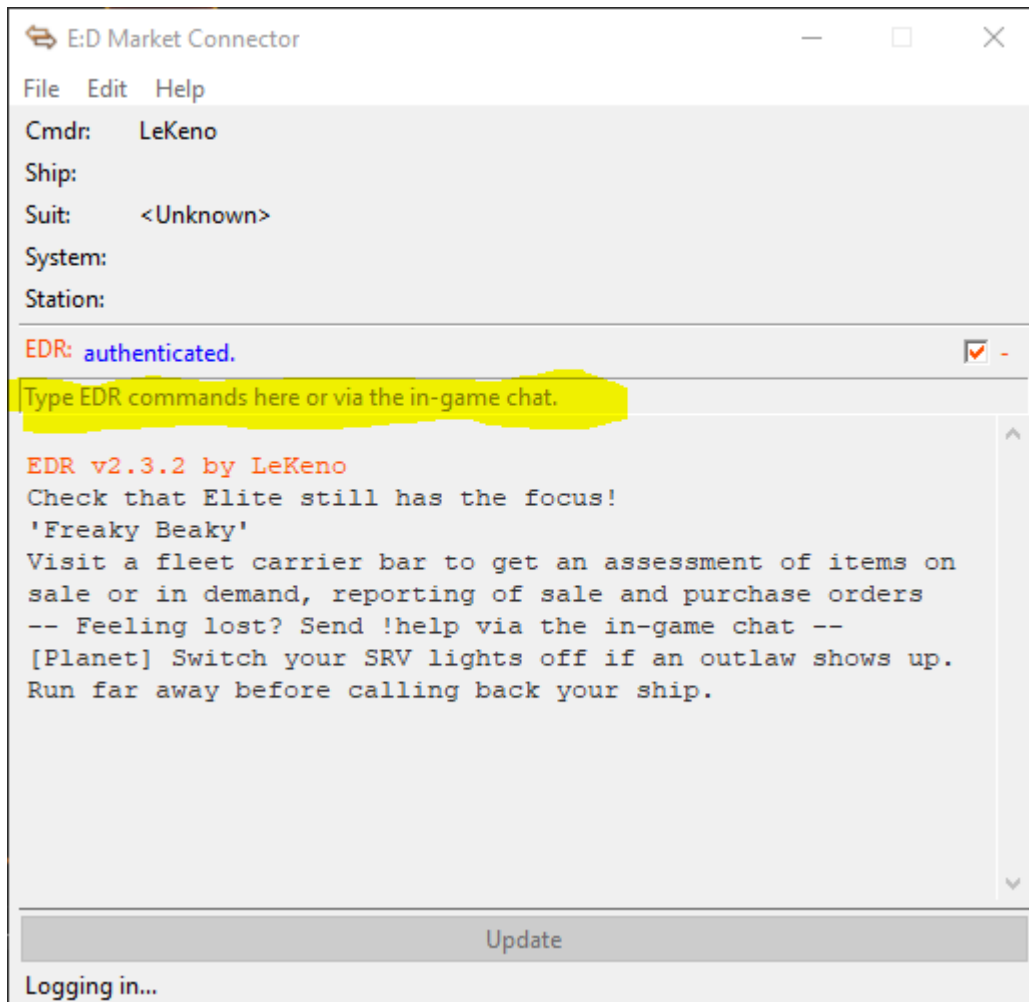 E:D Market Connector
File Edit Help
Cmdr: LeKeno
Ship:
Suit: <Unknown>
System:
Station:
EDR: authenticated. -
Type EDR commands here or via the in-game chat.
EDR v2.3.2 by LeKeno
Check that Elite still has the focus!
'Freaky Beaky'
Visit a fleet carrier bar to get an assessment of items on
sale or in demand, reporting of sale and purchase orders
-- Feeling lost? Send !help via the in-game chat --
[Planet] Switch your SRV lights off if an outlaw shows up.
Run far away before calling back your ship.
Update
Logging in...